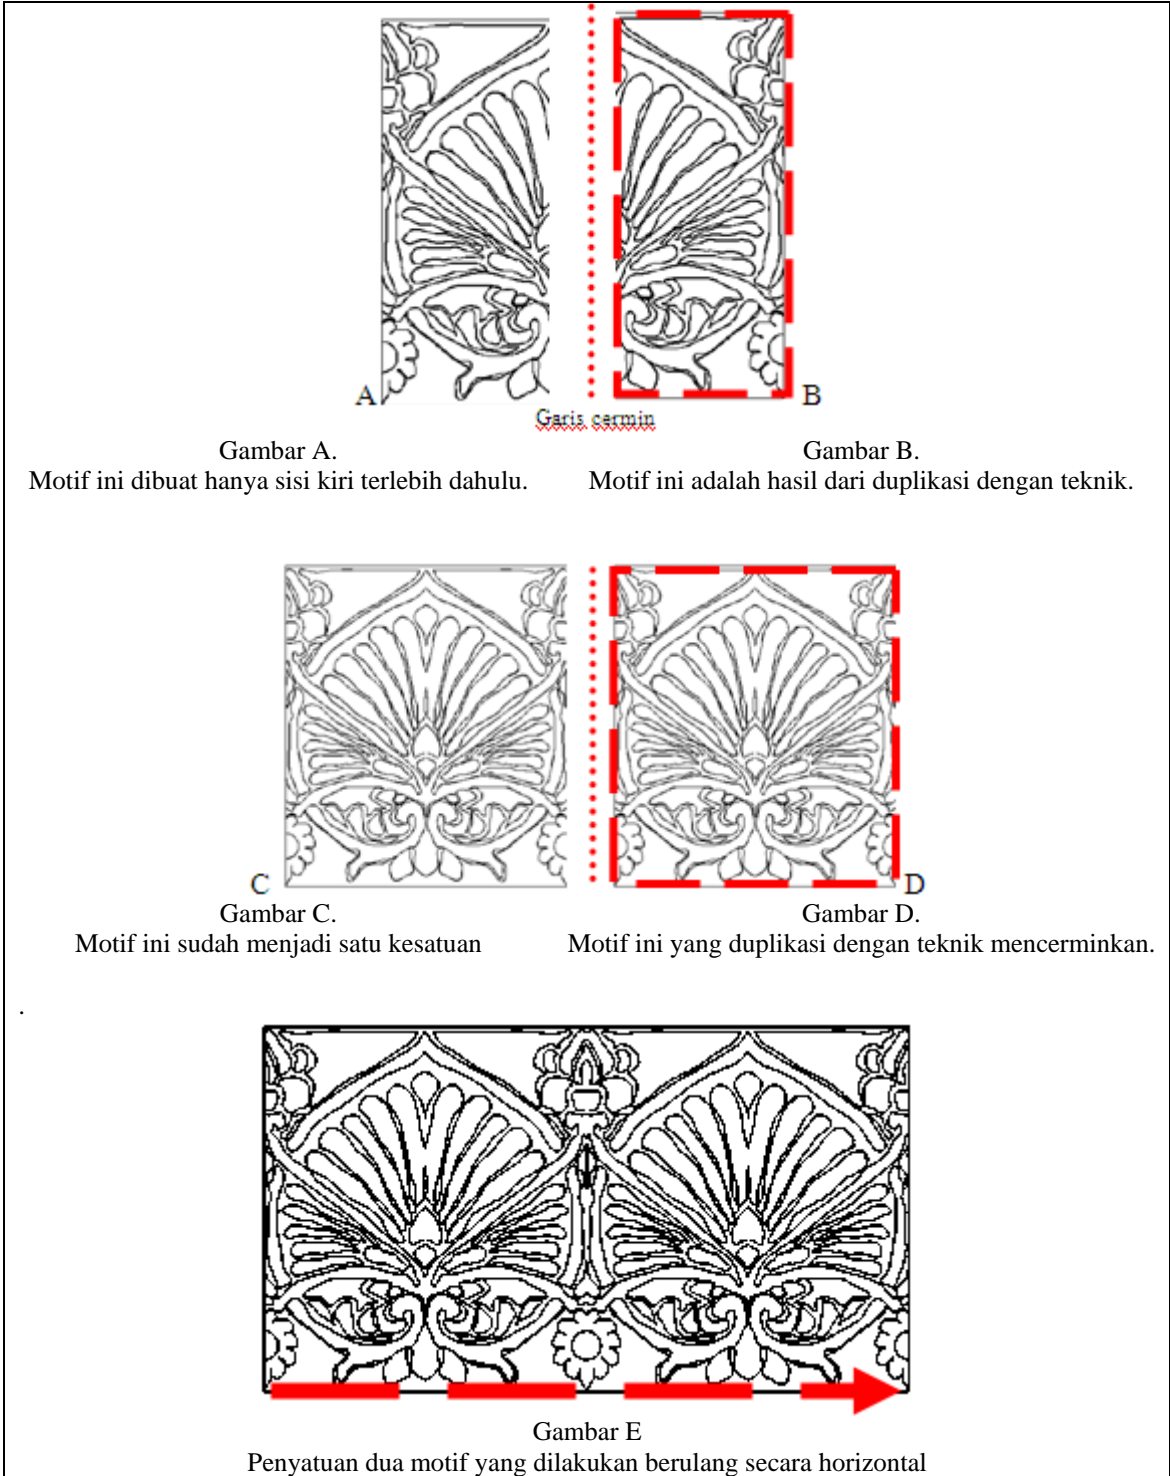 A
B
Garis cermin
Gambar A.
Gambar B.
Motif ini dibuat hanya sisi kiri terlebih dahulu.
Motif ini adalah hasil dari duplikasi dengan teknik.
C
D
Gambar C.
Gambar D.
Motif ini sudah menjadi satu kesatuan
Motif ini yang duplikasi dengan teknik mencerminkan.
.
Gambar E
Penyatuan dua motif yang dilakukan berulang secara horizontal